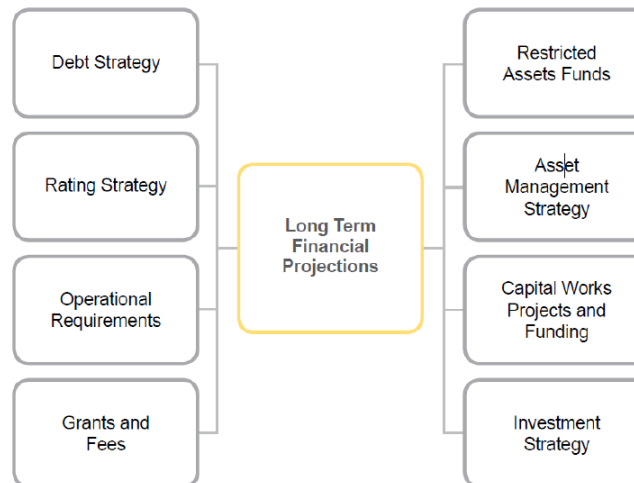 Debt Strategy
Rating Strategy
Operational
Requirements
Grants and
Fees
Long Term
Financial
Projections
Restricted
Assets Funds
Asset
Management
Strategy
Capital Works
Projects and
Funding
Investment
Strategy